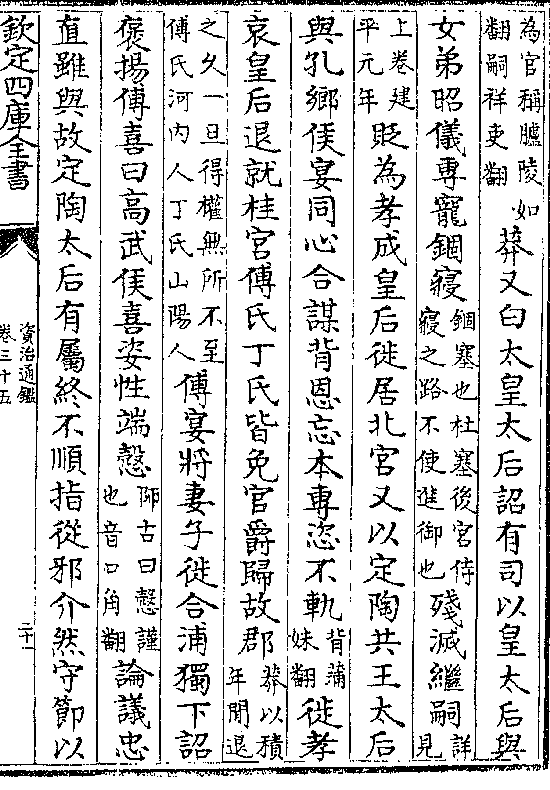 為官稱臚陵如
翻嗣祥吏翻
莽又白太皇太后詔有司以皇太后與
女弟昭儀專寵錮寢
錮塞也杜塞後宮侍
寢之路不使進御也
殘滅繼嗣
詳見
上卷建
平元年
貶為孝成皇后徙居北宮又以定陶共王太后
與孔鄉侯宴同心合謀背恩忘本專恣不軌
背蒲
妹翻
徙孝
哀皇后退就桂宮傅氏丁氏皆免官爵歸故郡
莽以積
年聞退
之久一旦得權無所不至
傅氏河内人丁氏山陽人
傅宴將妻子徙合浦獨下詔
褒揚傅喜曰高武侯喜姿性端慤
師古曰慤謹
也音口角翻
論議忠
直雖與故定陶太后有屬終不順指從邪介然守節以
欽定四庫全書
資治通鑑
卷三十五
二十一